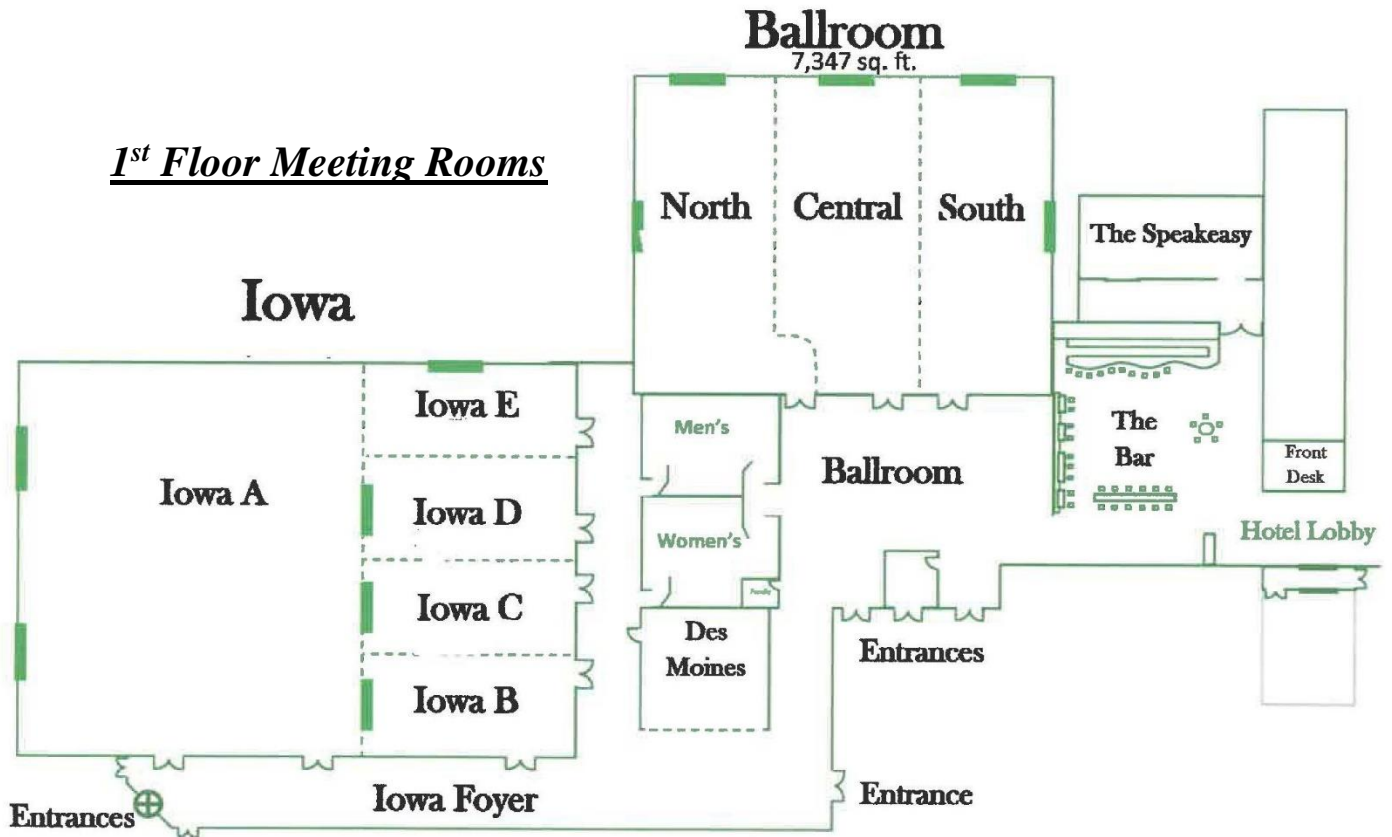 Ballroom
7,347 sq. ft.
1st Floor Meeting Rooms
North
Central
South
The Speakeasy
Iowa
Iowa E
Men's
The
Bar
Front
Desk
Iowa A
Ballroom
Iowa D
Women's
Hotel Lobby
Iowa C
Des
Moines
Entrances
Iowa B
Iowa Foyer
Entrance
Entrances